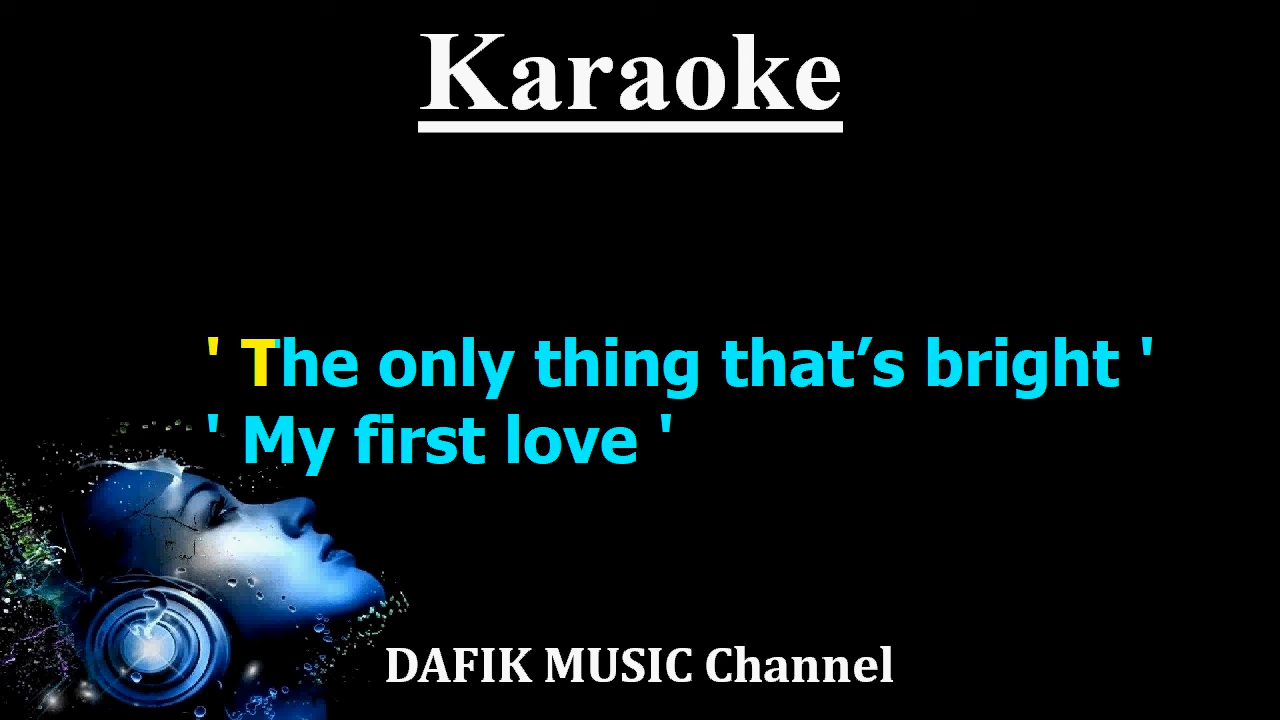 Karaoke
' The only thing that’s bright '
' My first love '
DAFIK MUSIC Channel